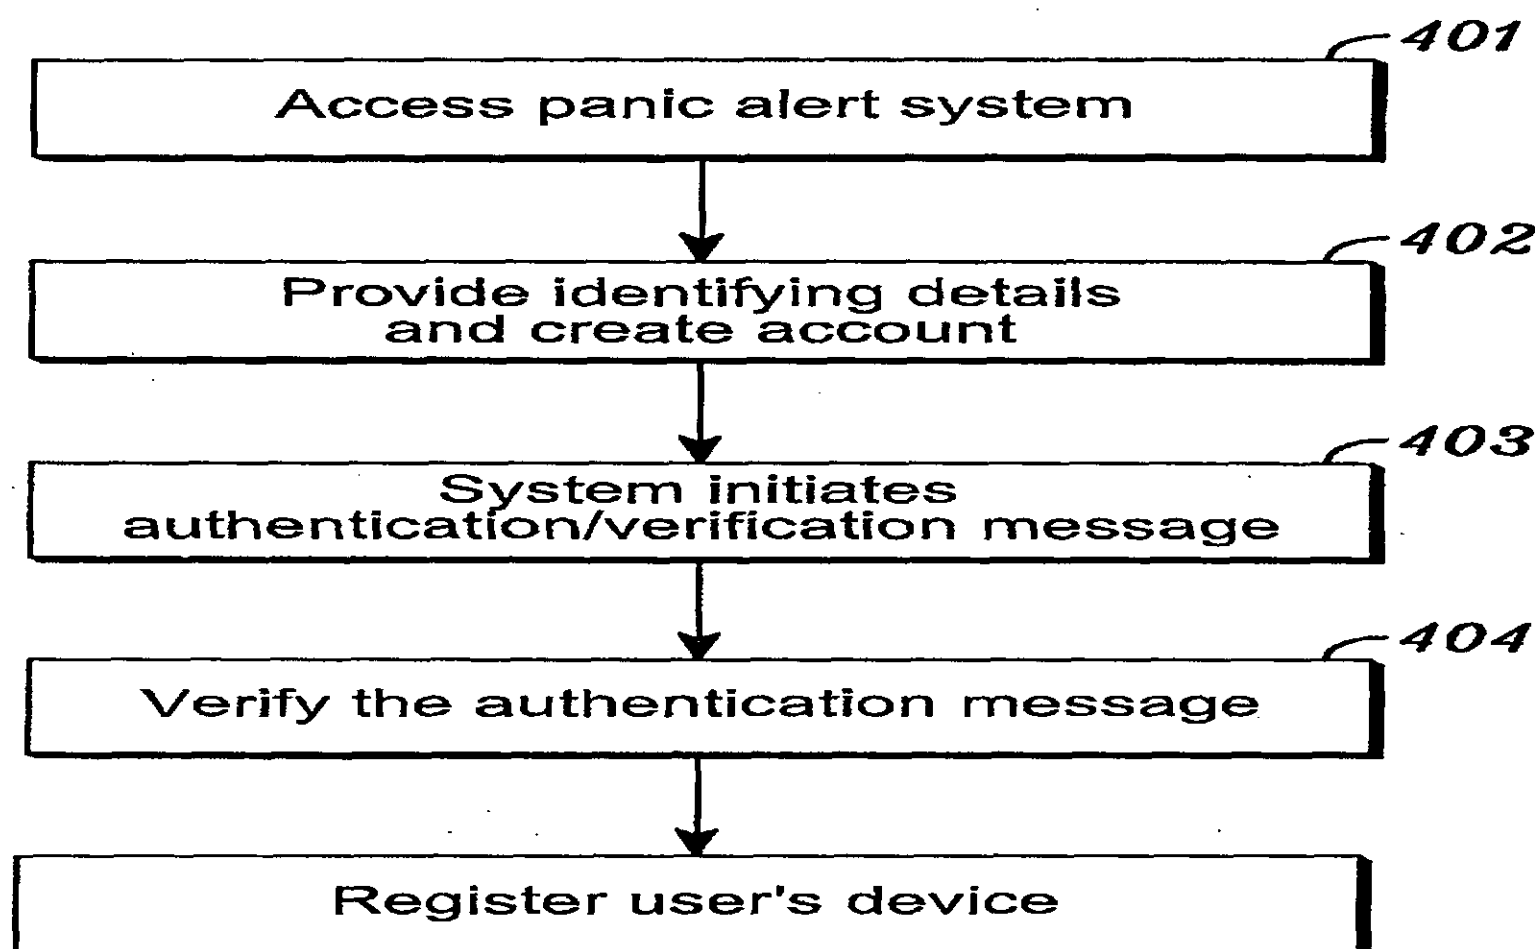 401
Access panic alert system
402
Provide identifying details
and create account
403
System initiates
authentication/verification message
404
Verify the authentication message
Register user's device